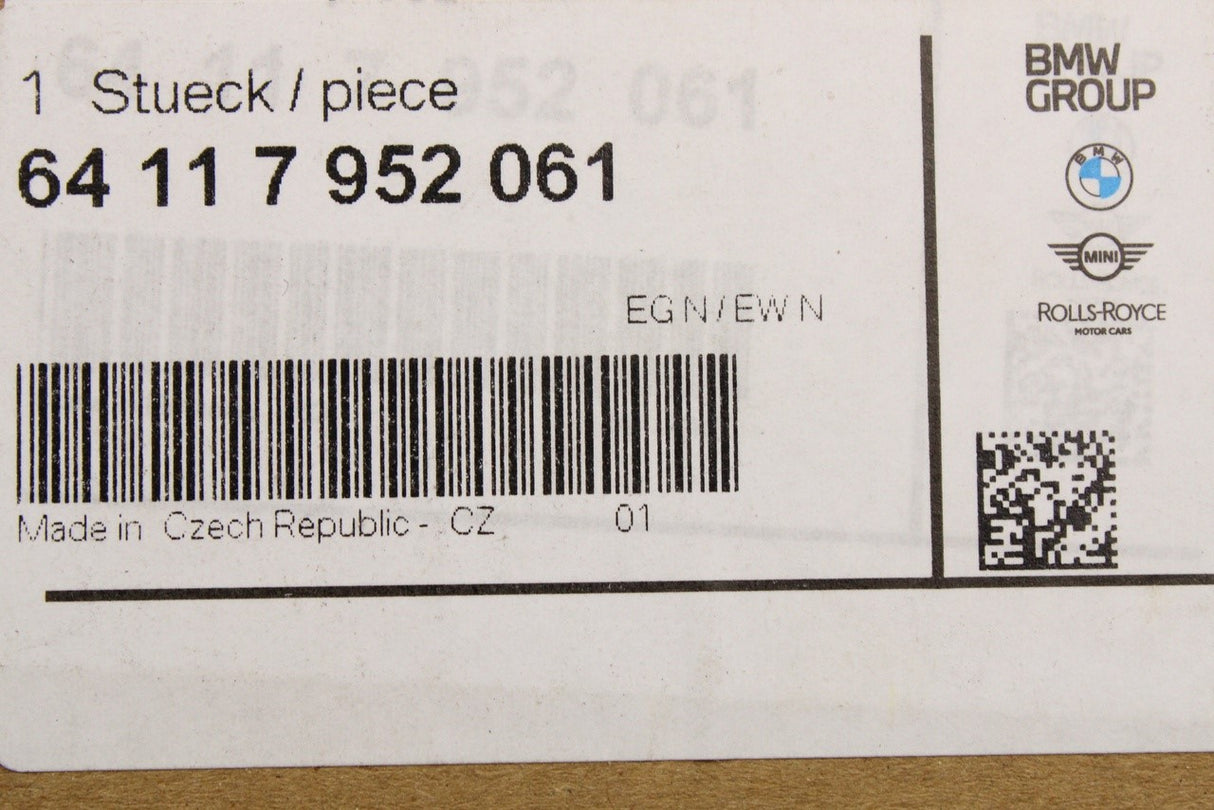 1 Stueck / piece
64 11 7 952 061
EG N / EW N
Made in Czech Republic - CZ 01
BMW
GROUP
BMW
MINI
ROLLS-ROYCE
MOTOR CARS